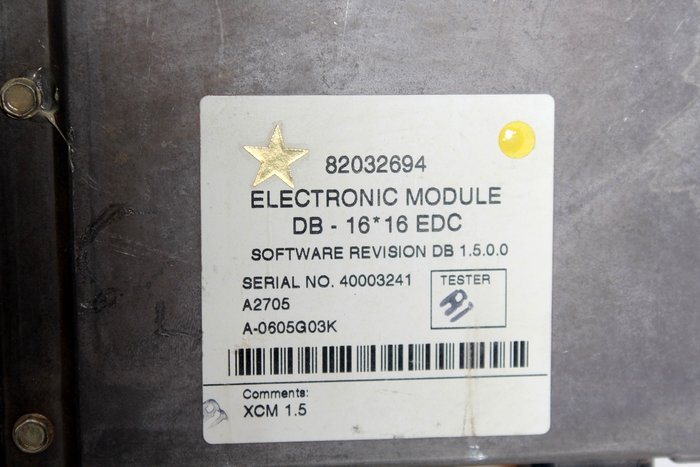 82032694
ELECTRONIC MODULE
DB - 16*16 EDC
SOFTWARE REVISION DB 1.5.0.0
SERIAL NO. 40003241
TESTER
A2705
A-0605G03K
Comments:
XCM 1.5